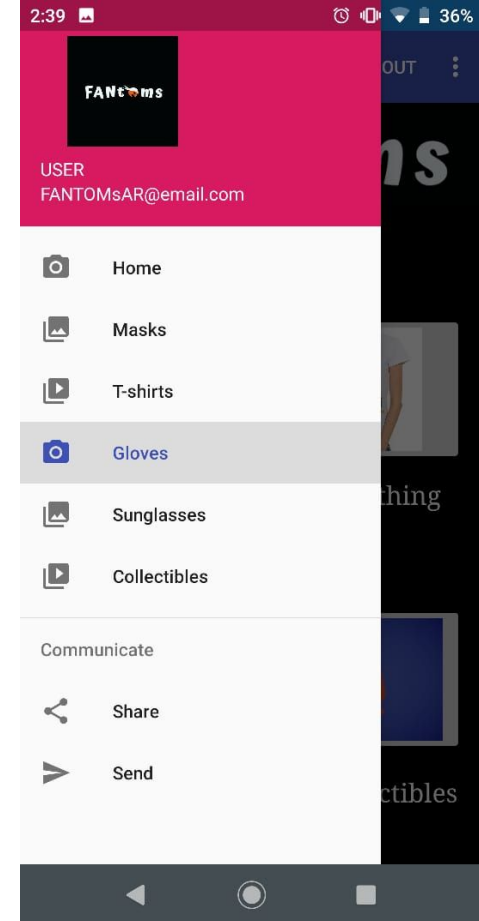 2:39
36%
OUT
FANtoms
ms
USER
FANTOMsAR@email.com
Home
Masks
T-shirts
Gloves
thing
Sunglasses
Collectibles
Communicate
Share
Send
ctibles